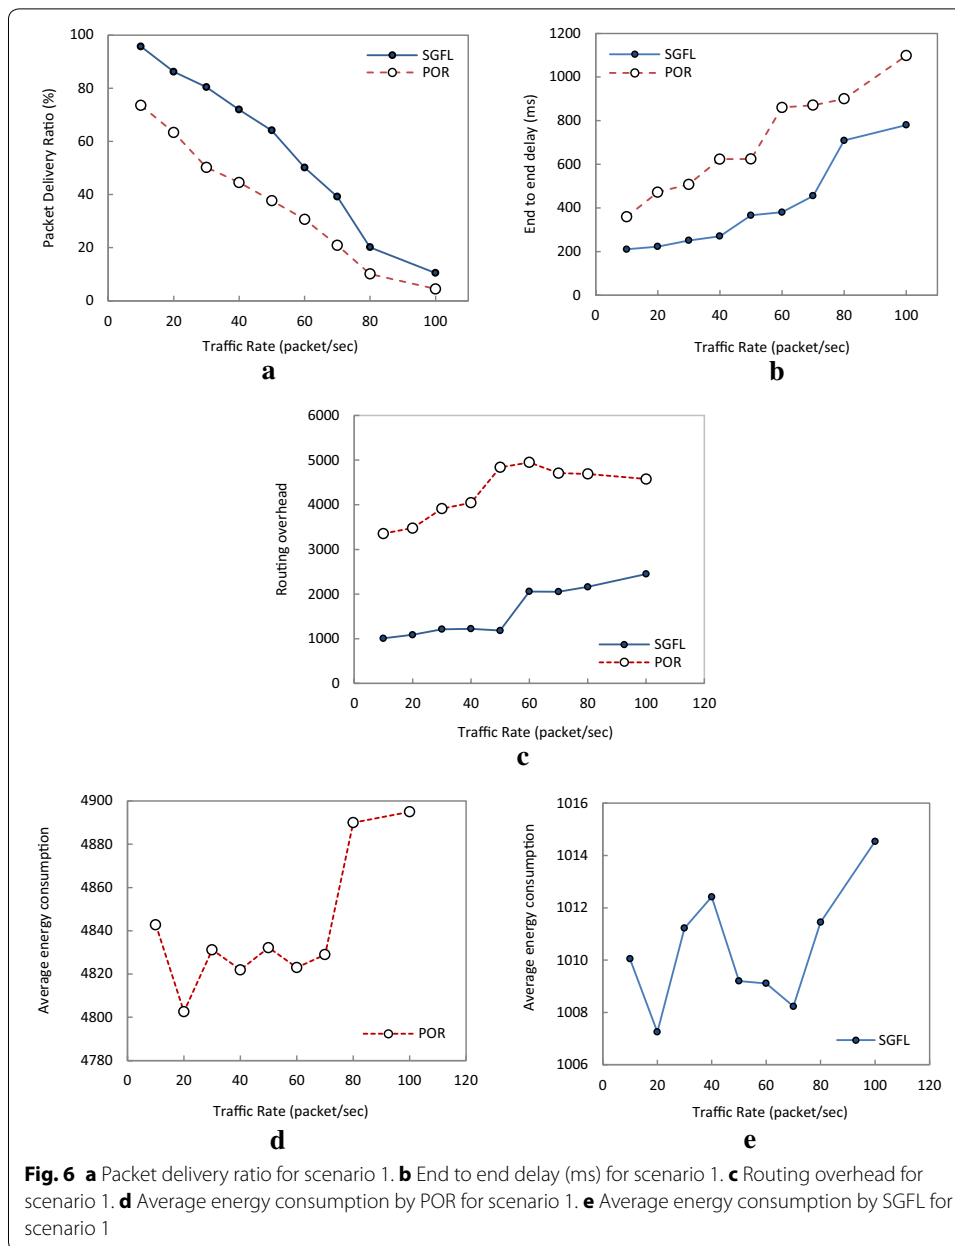 120
100
80
60
40
20
0
Packet Delivery Ratio (%)
SGFL
POR
0 20 40 60 80 100
Traffic Rate (packet/sec)
a
1200
1000
800
600
400
200
0
End to end delay (ms)
SGFL
POR
0 20 40 60 80 100
Traffic Rate (packet/sec)
b
6000
5000
4000
3000
2000
1000
0
Routing overhead
SGFL
POR
0 20 40 60 80 100 120
Traffic Rate (packet/sec)
c
4900
4880
4860
4840
4820
4800
4780
Average energy consumption
POR
0 20 40 60 80 100 120
Traffic Rate (packet/sec)
d
1016
1014
1012
1010
1008
1006
Average energy consumption
SGFL
0 20 40 60 80 100 120
Traffic Rate (packet/sec)
e
Fig. 6 a Packet delivery ratio for scenario 1. b End to end delay (ms) for scenario 1. c Routing overhead for
scenario 1. d Average energy consumption by POR for scenario 1. e Average energy consumption by SGFL for
scenario 1